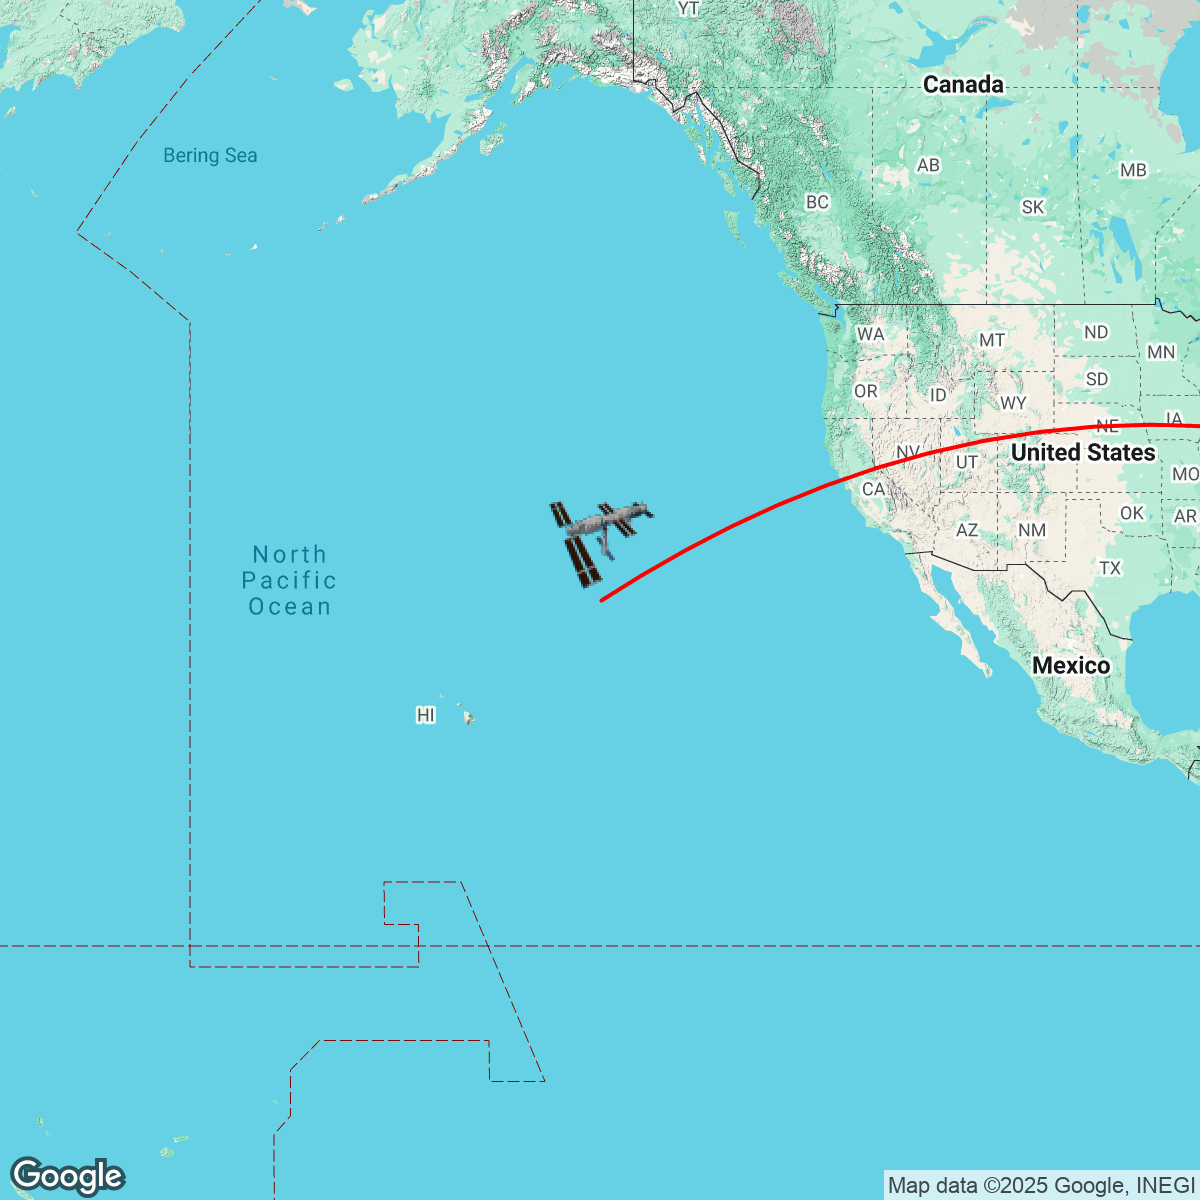 YT
Canada
Bering Sea
AB
MB
BC
SK
WA
MT
ND
MN
OR
ID
SD
WY
NE
IA
NV
UT
United States
CA
MO
AZ
NM
OK
AR
TX
North
Pacific
Ocean
Mexico
HI
Google
Map data ©2025 Google, INEGI